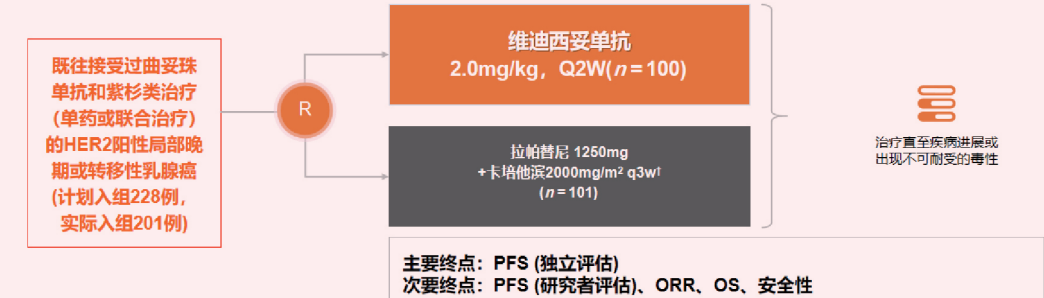 既往接受过曲妥珠
单抗和紫杉类治疗
（单药或联合治疗）
的HER2阳性局部晚
期或转移性乳腺癌
(计划入组228例，
实际入组201例)
R
维迪西妥单抗
2.0mg/kg，Q2W(n＝100)
拉帕替尼 1250mg
+卡培他滨2000mg/m² q3w†
(n＝101)
治疗直至疾病进展或
出现不可耐受的毒性
主要终点：PFS (独立评估)
次要终点：PFS (研究者评估)、ORR、OS、安全性